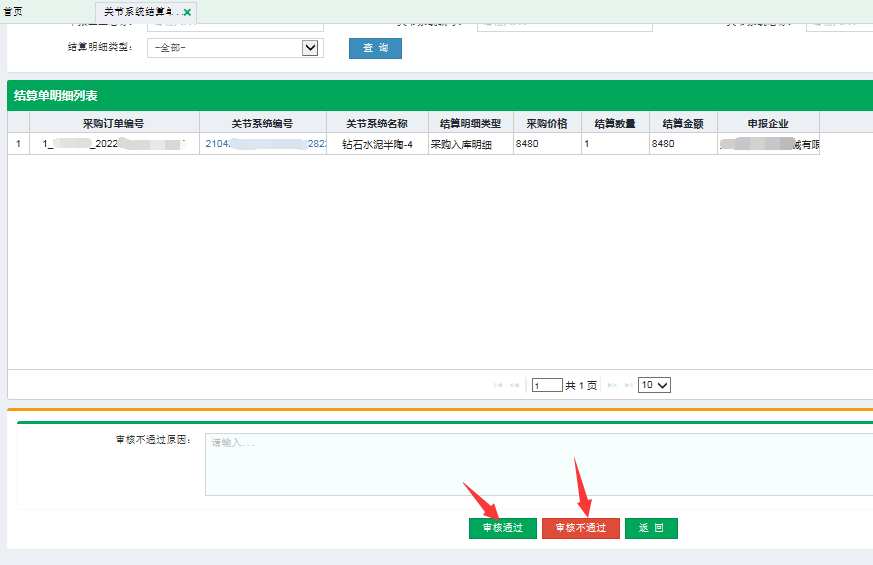 首页 关节系统结算单...
结算明细类型： -全部- 查 询
结算单明细列表
采购订单编号 关节系统编号 关节系统名称 结算明细类型 采购价格 结算数量 结算金额 申报企业
1 1_ _2022 2104 282 钻石水泥半陶-4 采购入库明细 8480 1 8480 械有限
1 共 1 页 10
审核不通过原因： 请输入...
审核通过 审核不通过 返 回